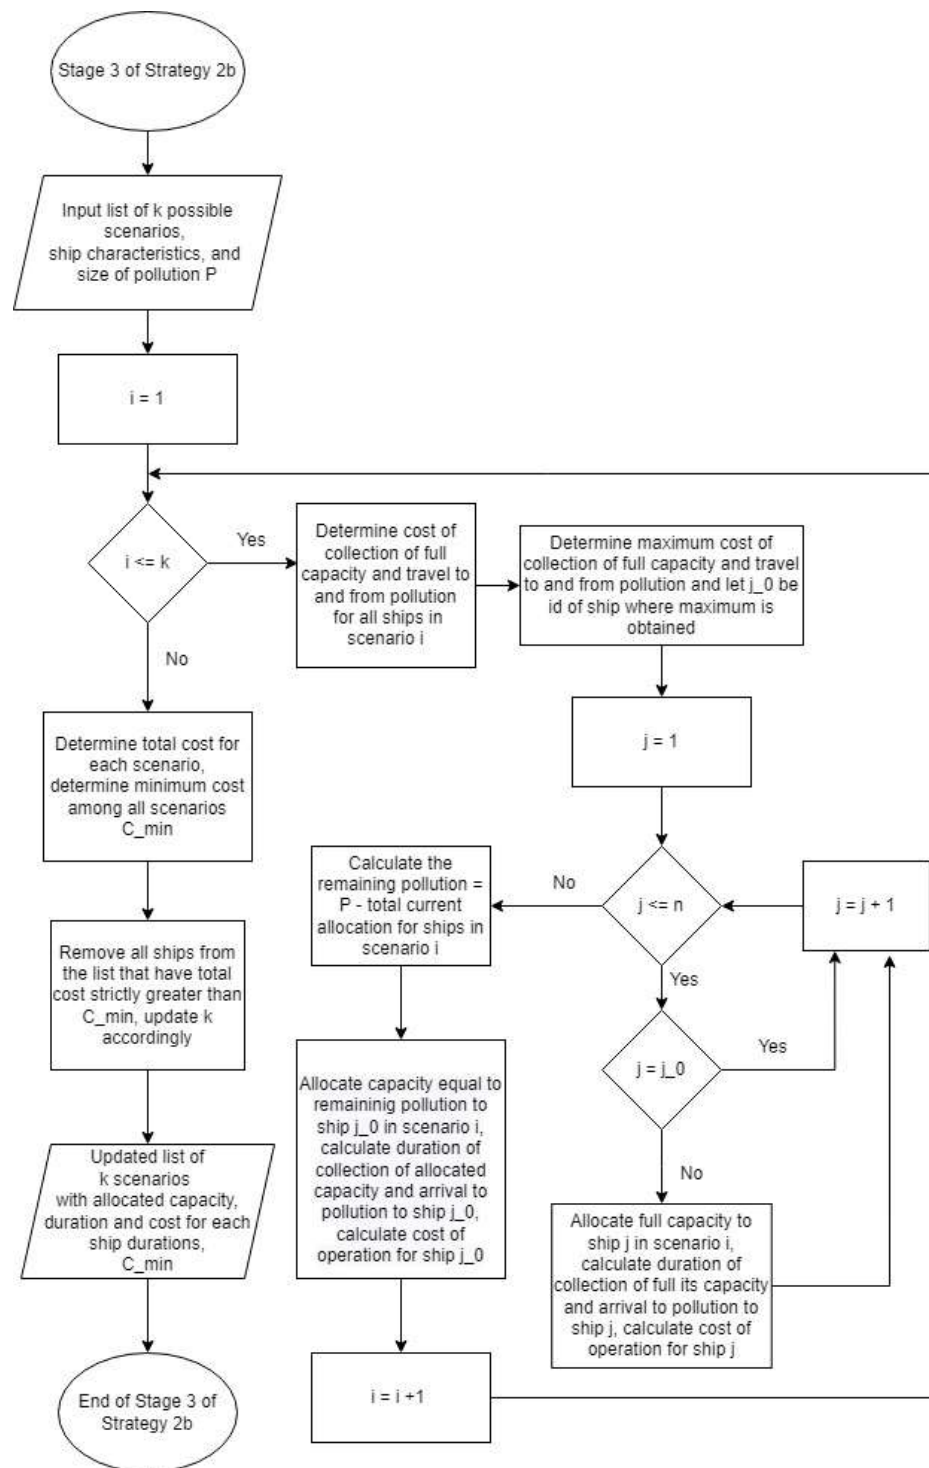 Stage 3 of Strategy 2b
Input list of k possible
scenarios,
ship characteristics, and
size of pollution P
i = 1
i <= k
Yes
No
Determine cost of
collection of full
capacity and travel to
and from pollution
for all ships in
scenario i
Determine maximum cost of
collection of full capacity and travel
to and from pollution and let j_0 be
id of ship where maximum is
obtained
j = 1
j <= n
No
Yes
j = j + 1
j = j_0
Yes
No
Allocate full capacity to
ship j in scenario i,
calculate duration of
collection of full its capacity
and arrival to pollution to
ship j, calculate cost of
operation for ship j
Calculate the
remaining pollution =
P - total current
allocation for ships in
scenario i
Allocate capacity equal to
remaining pollution to
ship j_0 in scenario i,
calculate duration of
collection of allocated
capacity and arrival to
pollution to ship j_0,
calculate cost of
operation for ship j_0
i = i +1
Determine total cost for
each scenario,
determine minimum cost
among all scenarios
C_min
Remove all ships from
the list that have total
cost strictly greater than
C_min, update k
accordingly
Updated list of
k scenarios
with allocated capacity,
duration and cost for each
ship durations,
C_min
End of Stage 3 of
Strategy 2b